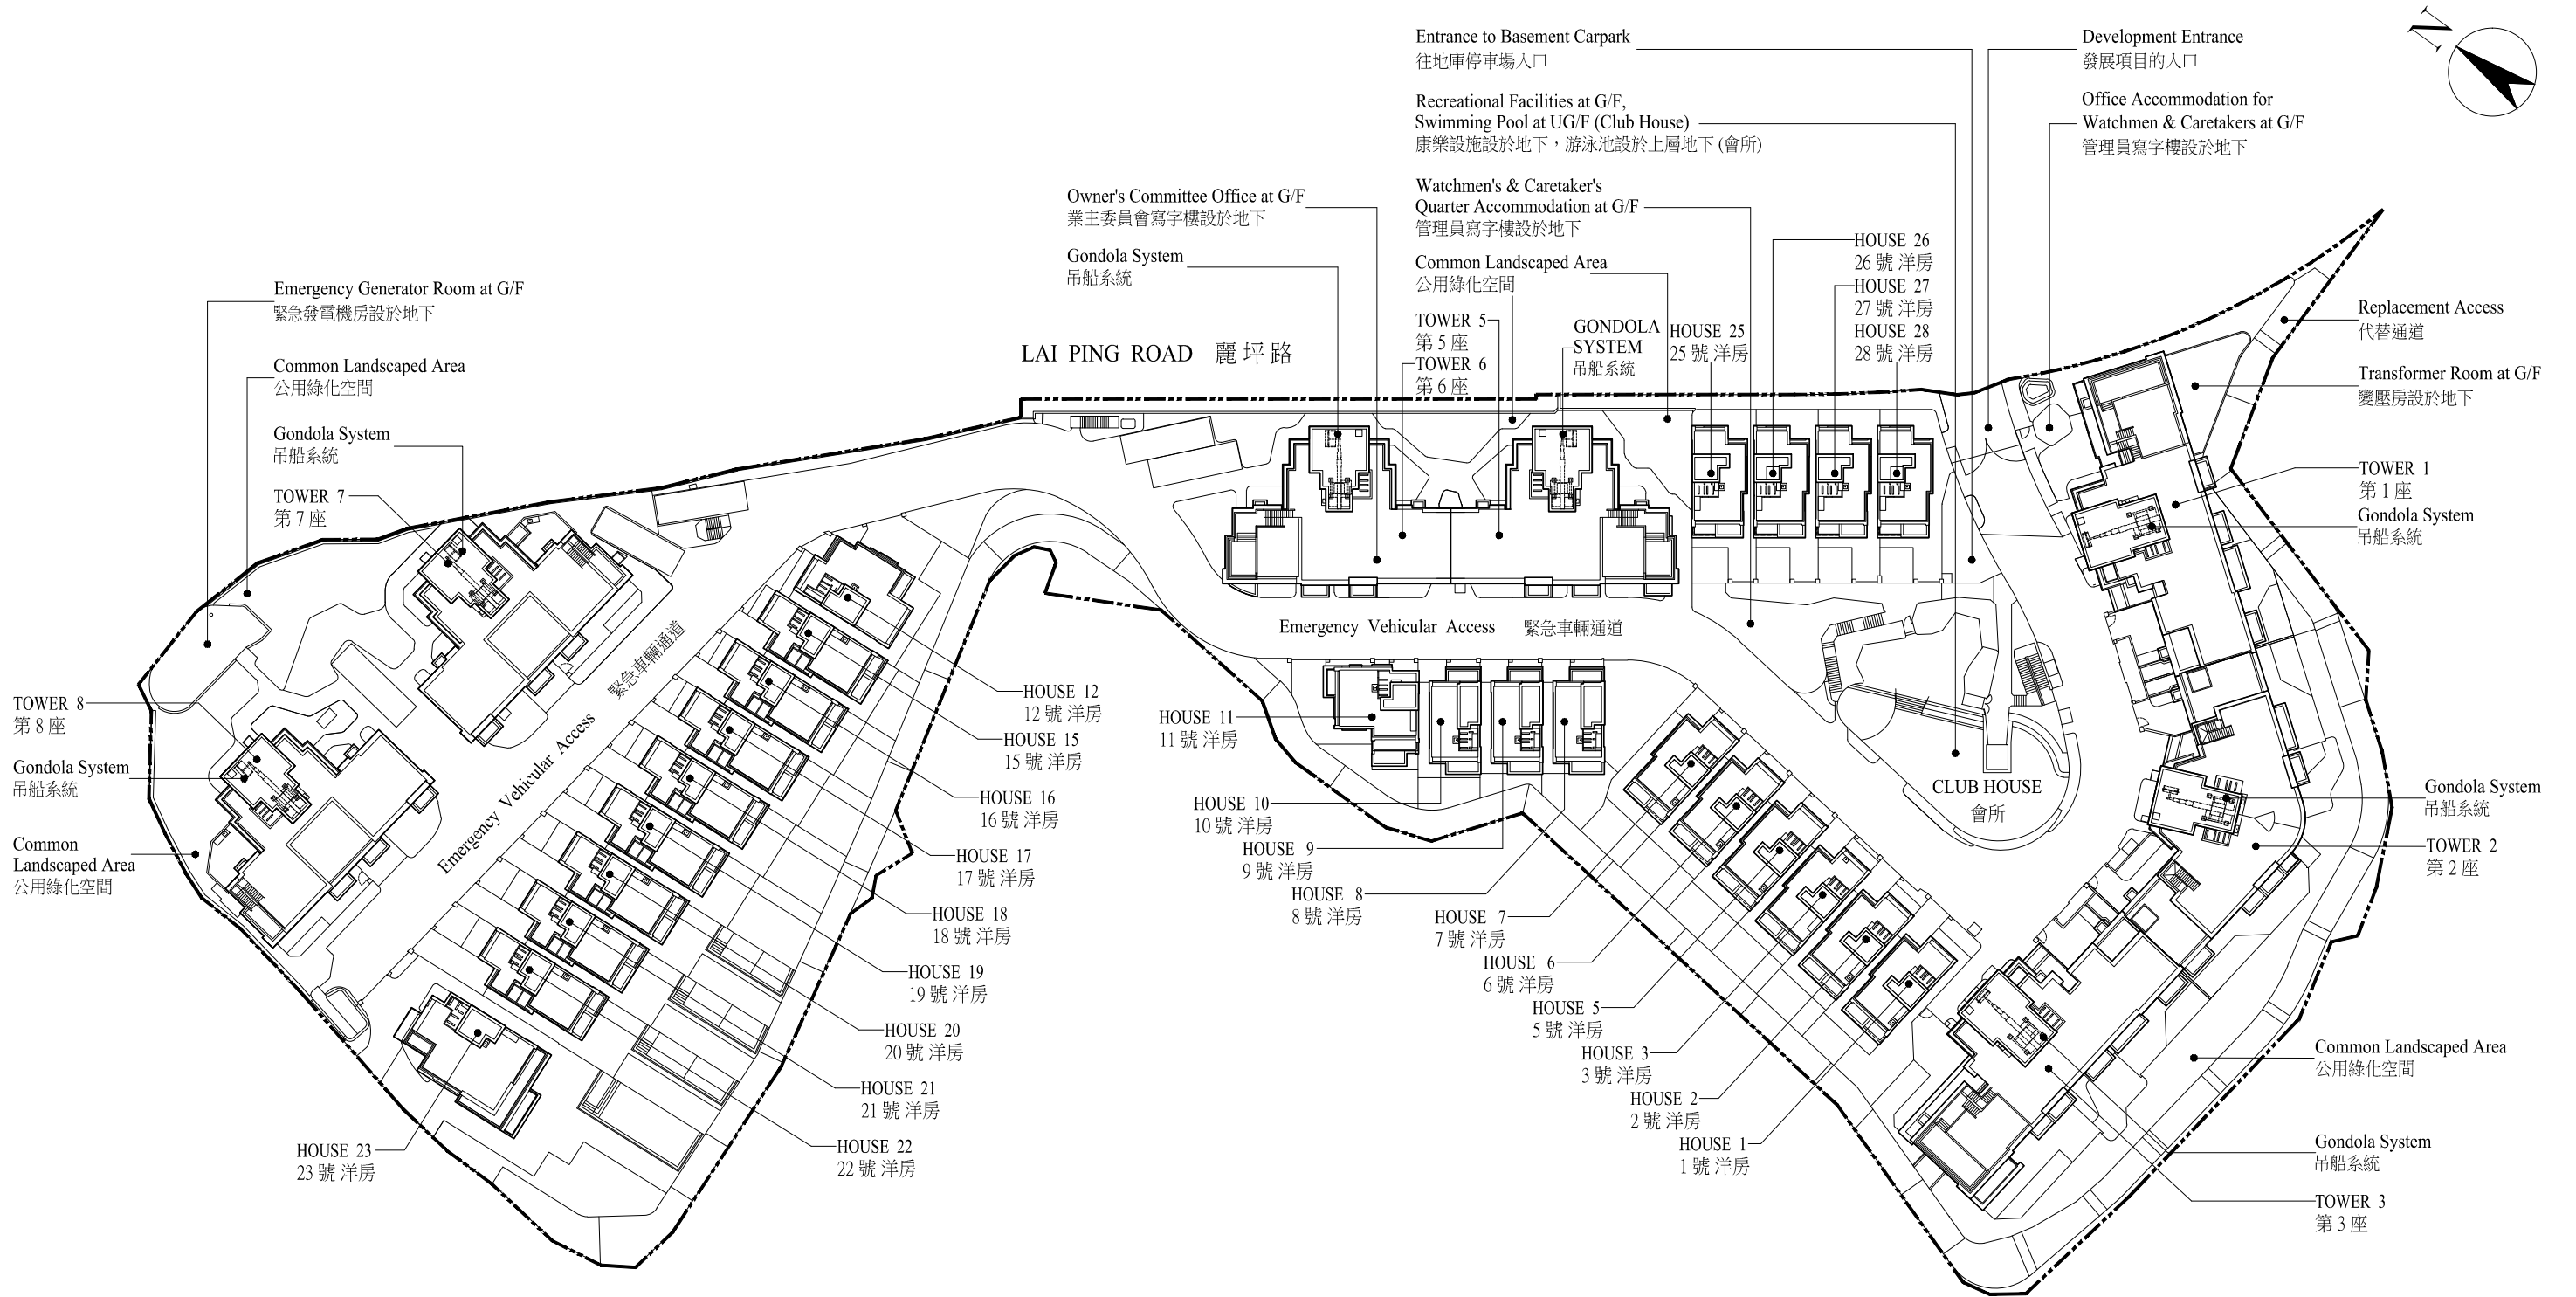 N
Entrance to Basement Carpark
往地庫停車場入口
Development Entrance
發展項目的入口
Recreational Facilities at G/F,
Swimming Pool at UG/F (Club House)
康樂設施設於地下，游泳池設於上層地下 (會所)
Office Accommodation for
Watchmen & Caretakers at G/F
管理員寫字樓設於地下
Owner's Committee Office at G/F
業主委員會寫字樓設於地下
Watchmen's & Caretaker's
Quarter Accommodation at G/F
管理員寫字樓設於地下
Gondola System
吊船系統
Common Landscaped Area
公用綠化空間
HOUSE 26
26 號 洋房
HOUSE 27
27 號 洋房
HOUSE 28
28 號 洋房
Emergency Generator Room at G/F
緊急發電機房設於地下
TOWER 5
第 5 座
TOWER 6
第 6 座
GONDOLA
SYSTEM
吊船系統
HOUSE 25
25 號 洋房
Replacement Access
代替通道
LAI PING ROAD 麗坪路
Common Landscaped Area
公用綠化空間
Transformer Room at G/F
變壓房設於地下
Gondola System
吊船系統
TOWER 7
第 7 座
TOWER 1
第 1 座
Gondola System
吊船系統
Emergency Vehicular Access 緊急車輛通道
Emergency Vehicular Access 緊急車輛通道
TOWER 8
第 8 座
Gondola System
吊船系統
Common
Landscaped Area
公用綠化空間
HOUSE 12
12 號 洋房
HOUSE 15
15 號 洋房
HOUSE 16
16 號 洋房
HOUSE 17
17 號 洋房
HOUSE 18
18 號 洋房
HOUSE 19
19 號 洋房
HOUSE 20
20 號 洋房
HOUSE 21
21 號 洋房
HOUSE 22
22 號 洋房
HOUSE 23
23 號 洋房
HOUSE 11
11 號 洋房
HOUSE 10
10 號 洋房
HOUSE 9
9 號 洋房
HOUSE 8
8 號 洋房
HOUSE 7
7 號 洋房
HOUSE 6
6 號 洋房
HOUSE 5
5 號 洋房
HOUSE 3
3 號 洋房
HOUSE 2
2 號 洋房
HOUSE 1
1 號 洋房
CLUB HOUSE
會所
Gondola System
吊船系統
TOWER 2
第 2 座
Common Landscaped Area
公用綠化空間
Gondola System
吊船系統
TOWER 3
第 3 座